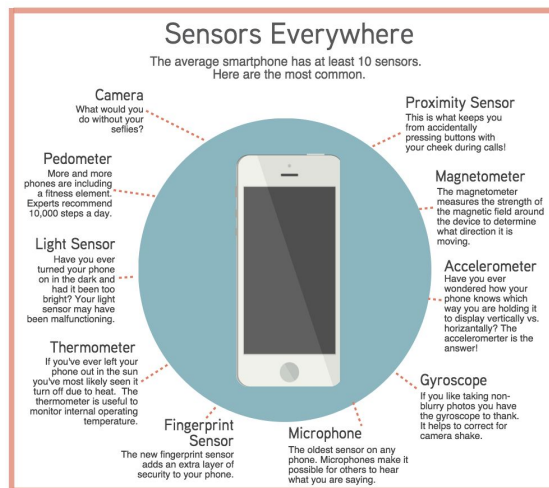 Sensors Everywhere
The average smartphone has at least 10 sensors.
Here are the most common.
Camera
What would you
do without your
seflies?
Pedometer
More and more
phones are including
a fitness element.
Experts recommend
10,000 steps a day.
Light Sensor
Have you ever
turned your phone
on in the dark and
had it been too
bright? Your light
sensor may have
been malfunctioning.
Thermometer
If you've ever left your
phone out in the sun
you've most likely seen it
turn off due to heat. The
thermometer is useful to
monitor internal operating
temperature.
Fingerprint
Sensor
The new fingerprint sensor
adds an extra layer of
security to your phone.
Microphone
The oldest sensor on any
phone. Microphones make it
possible for others to hear
what you are saying.
Proximity Sensor
This is what keeps you
from accidentally
pressing buttons with
your cheek during calls!
Magnetometer
The magnetometer
measures the strength of
the magnetic field around
the device to determine
what direction it is
moving.
Accelerometer
Have you ever
wondered how your
phone knows which
way you are holding it
to display vertically vs.
horizantally? The
accelerometer is the
answer!
Gyroscope
If you like taking non-
blurry photos you have
the gyroscope to thank.
It helps to correct for
camera shake.